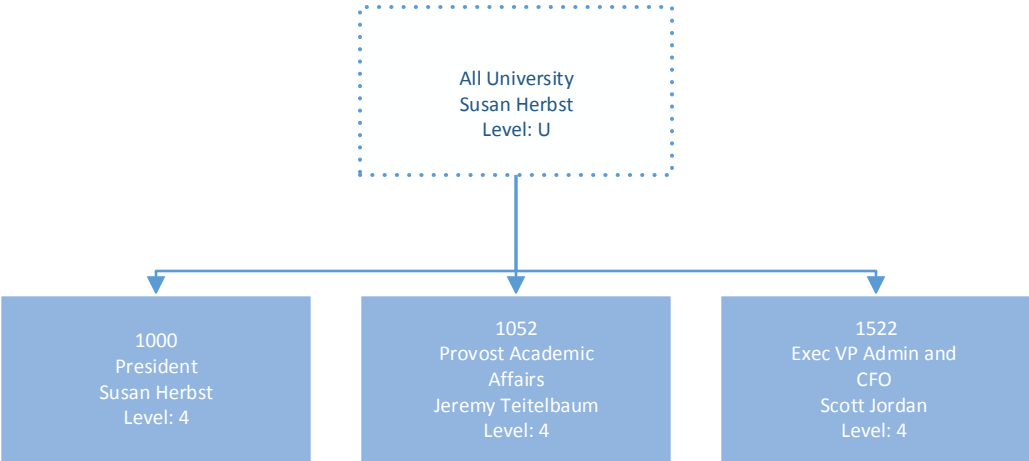 All University
Susan Herbst
Level: U
1000
President
Susan Herbst
Level: 4
1052
Provost Academic
Affairs
Jeremy Teitelbaum
Level: 4
1522
Exec VP Admin and
CFO
Scott Jordan
Level: 4